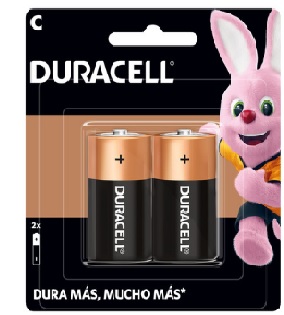 C
DURACELL®
+
DURACELL
+
DURACELL
2x
+
-
DURA MÁS, MUCHO MÁS*